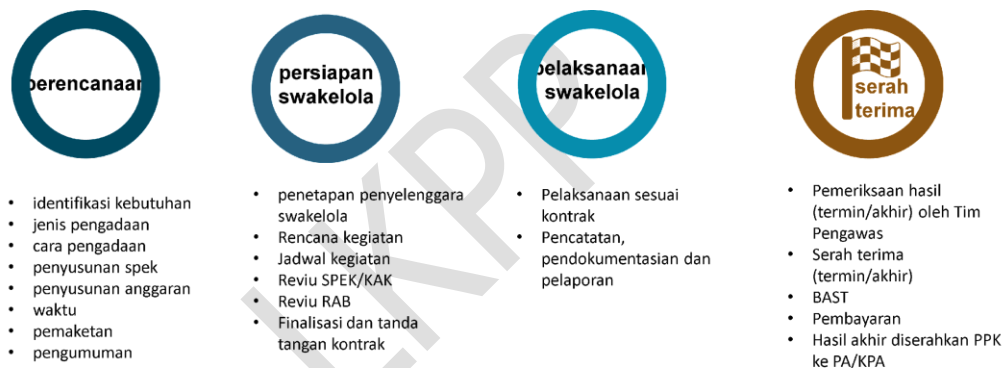 perencanaan
persiapan
swakelola
pelaksanaan
swakelola
serah
terima
• identifikasi kebutuhan
• jenis pengadaan
• cara pengadaan
• penyusunan spek
• penyusunan anggaran
• waktu
• pemaketan
• pengumuman
• penetapan penyelenggara
swakelola
• Rencana kegiatan
• Jadwal kegiatan
• Reviu SPEK/KAK
• Reviu RAB
• Finalisasi dan tanda
tangan kontrak
• Pelaksanaan sesuai
kontrak
• Pencatatan,
pendokumentasian dan
pelaporan
• Pemeriksaan hasil
(termin/akhir) oleh Tim
Pengawas
• Serah terima
(termin/akhir)
• BAST
• Pembayaran
• Hasil akhir diserahkan PPK
ke PA/KPA
LKPP